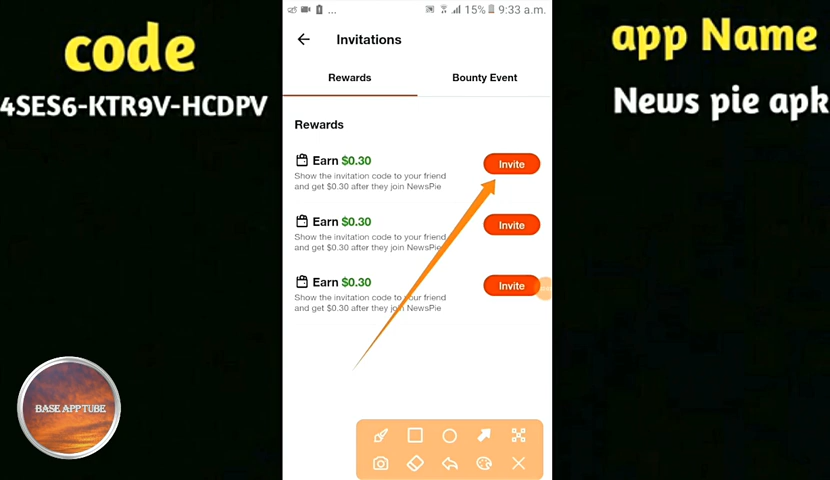 code
4SES6-KTR9V-HCDPV
app Name
News pie apk
... 15% 9:33 a.m.
Invitations
Rewards
Bounty Event
Rewards
Earn $0.30
Show the invitation code to your friend
and get $0.30 after they join NewsPie
Invite
Earn $0.30
Show the invitation code to your friend
and get $0.30 after they join NewsPie
Invite
Earn $0.30
Show the invitation code to your friend
and get $0.30 after they join NewsPie
Invite
BASE APPTUBE